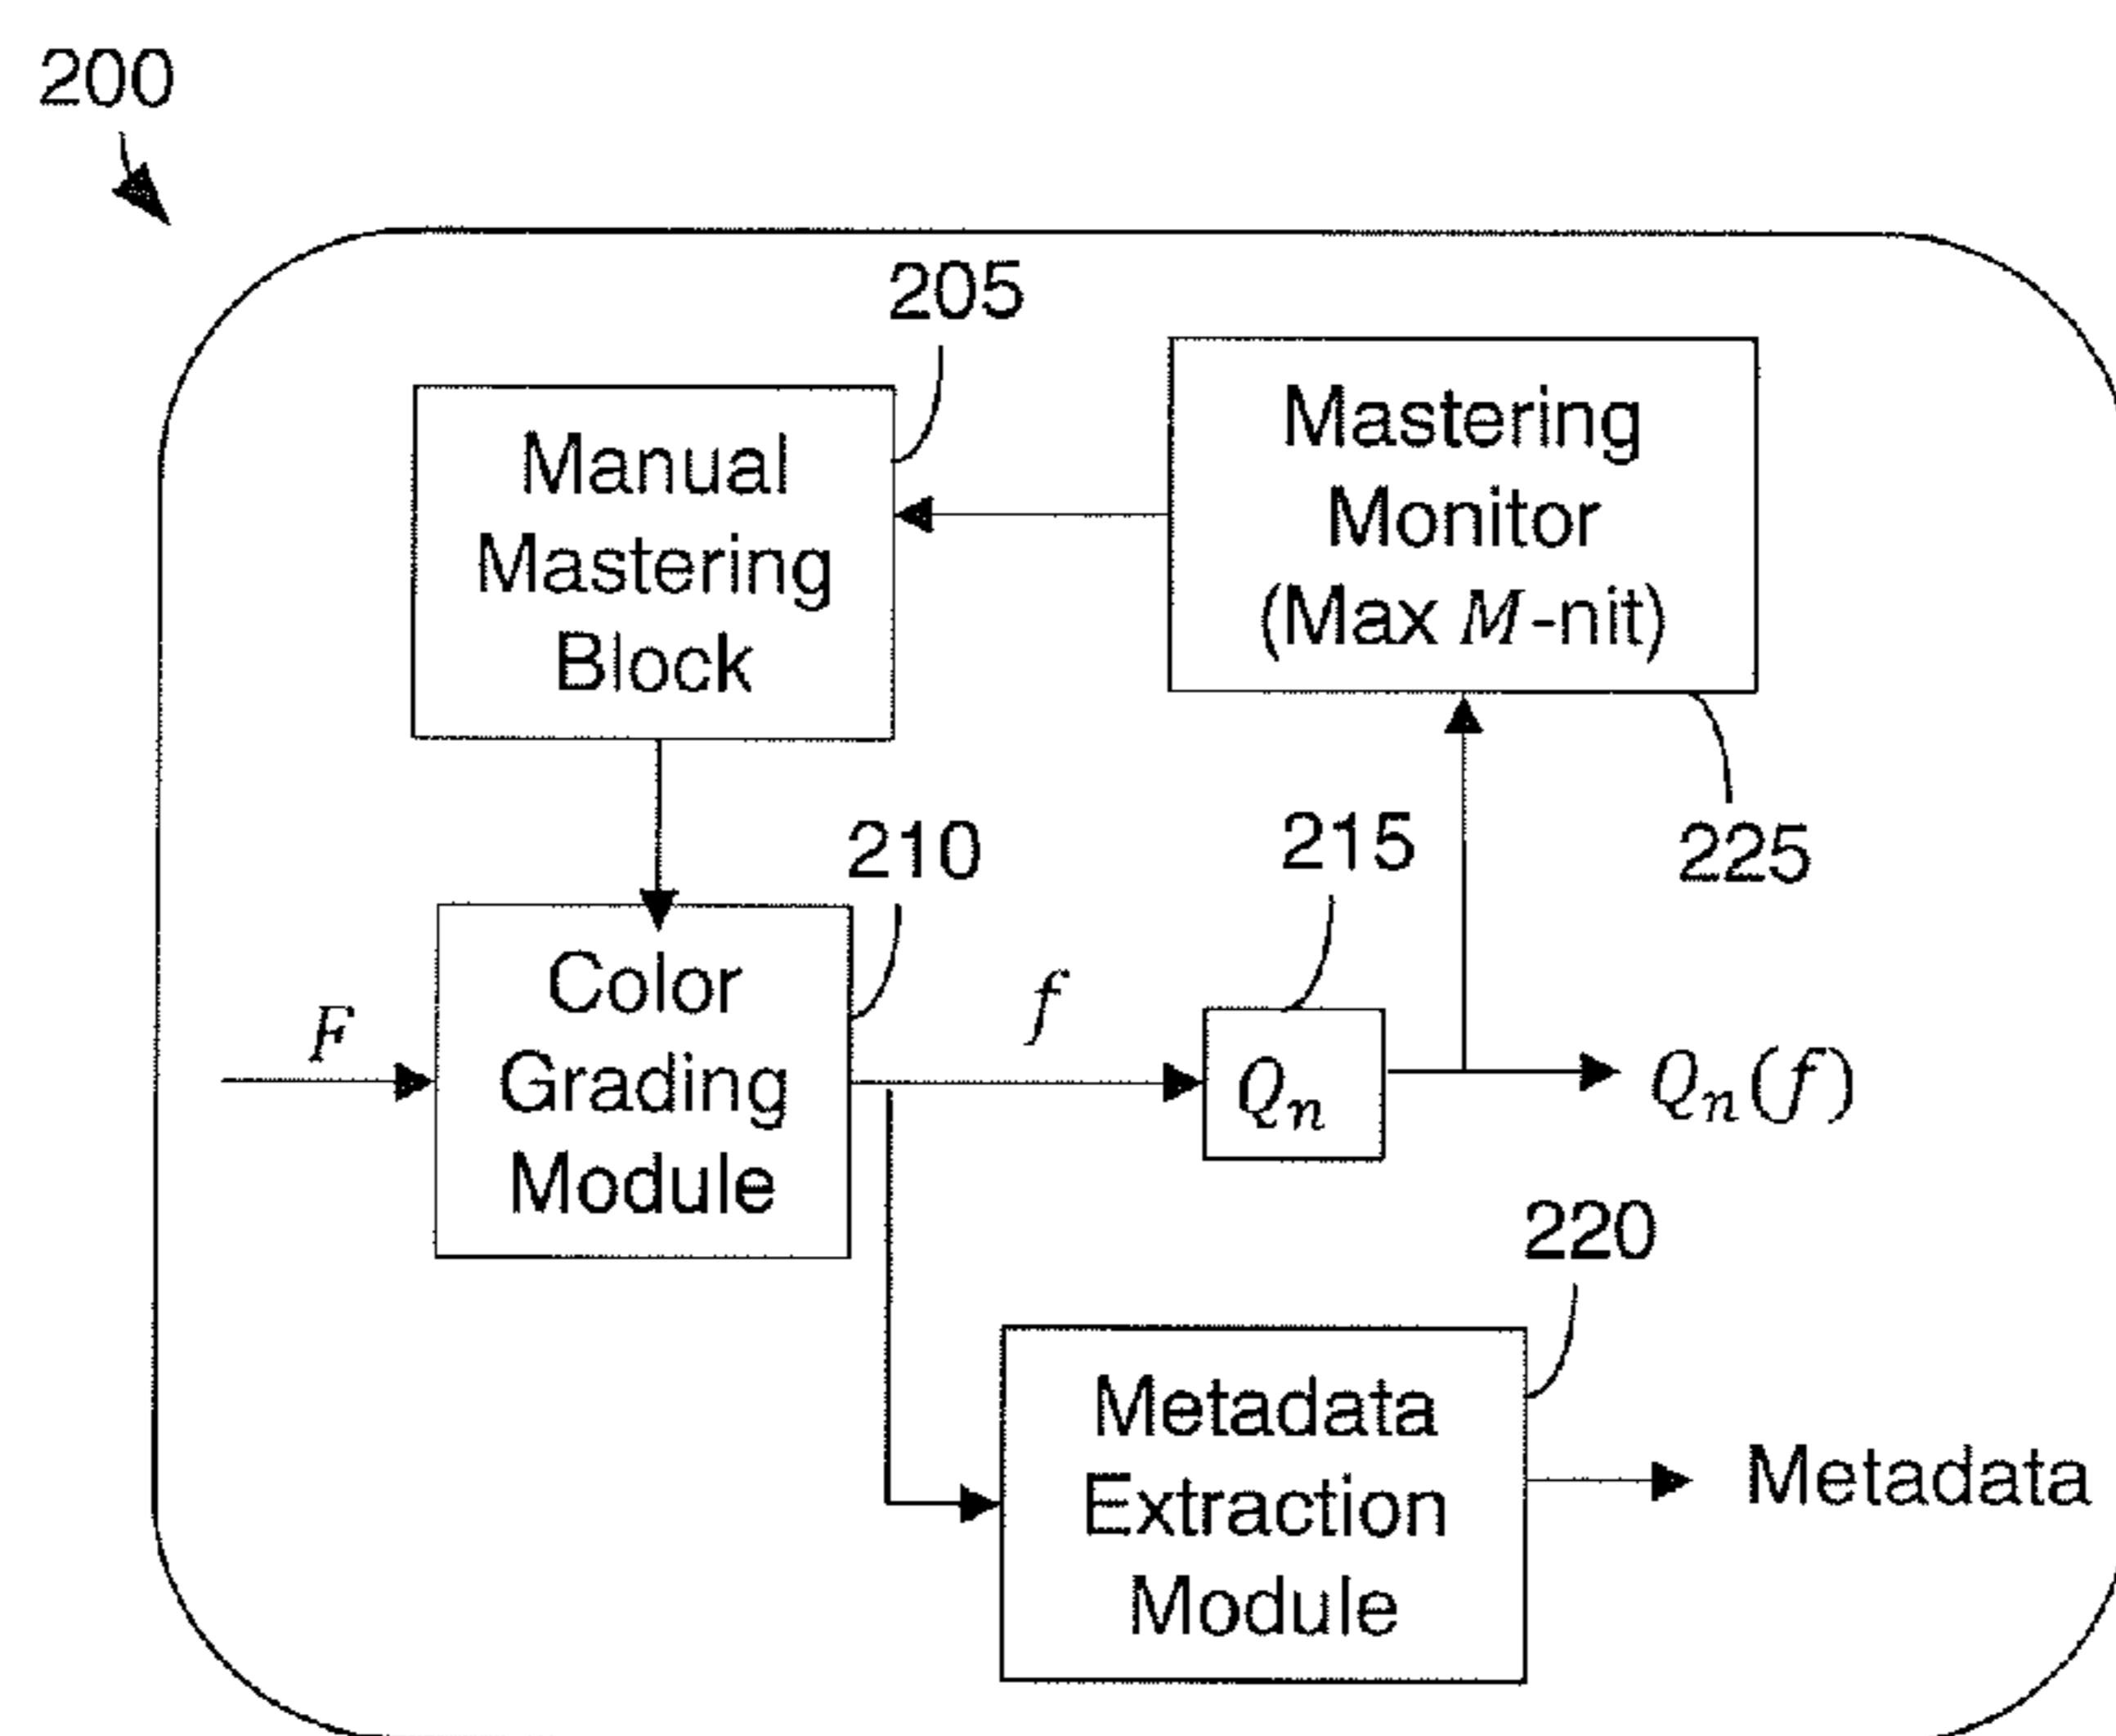 200
205
Manual
Mastering
Block
Mastering
Monitor
(Max M-nit)
225
210
215
F
Color
Grading
Module
f
Qn
Qn(f)
220
Metadata
Extraction
Module
Metadata